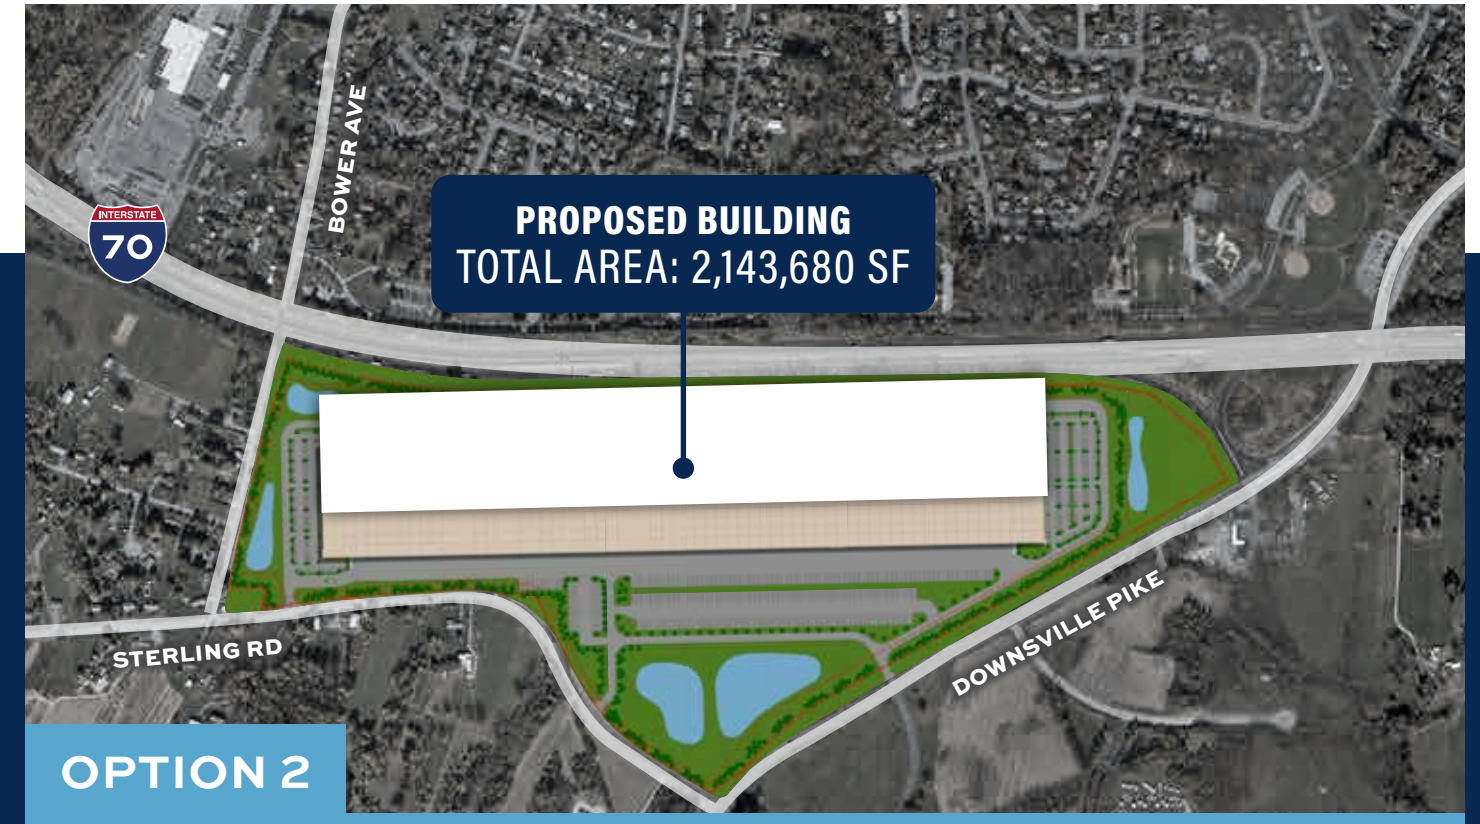 BOWER AVE
INTERSTATE
70
PROPOSED BUILDING
TOTAL AREA: 2,143,680 SF
STERLING RD
DOWNSVILLE PIKE
OPTION 2